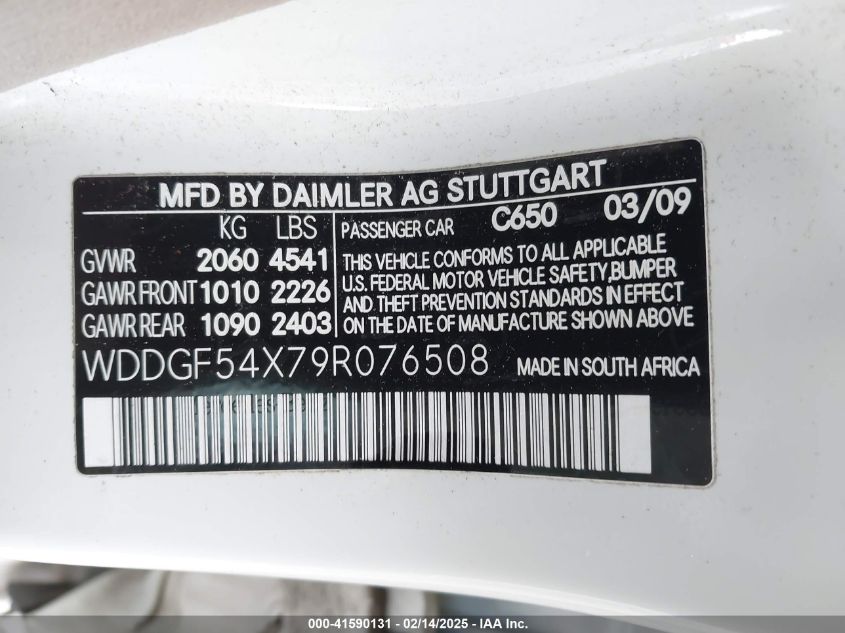 MFD BY DAIMLER AG STUTTGART
KG LBS
GVWR 2060 4541
GAWR FRONT 1010 2226
GAWR REAR 1090 2403
PASSENGER CAR C650 03/09
THIS VEHICLE CONFORMS TO ALL APPLICABLE
U.S. FEDERAL MOTOR VEHICLE SAFETY, BUMPER
AND THEFT PREVENTION STANDARDS IN EFFECT
ON THE DATE OF MANUFACTURE SHOWN ABOVE
WDDGF54X79R076508 MADE IN SOUTH AFRICA
000-41590131 - 02/14/2025 - IAAI Inc.